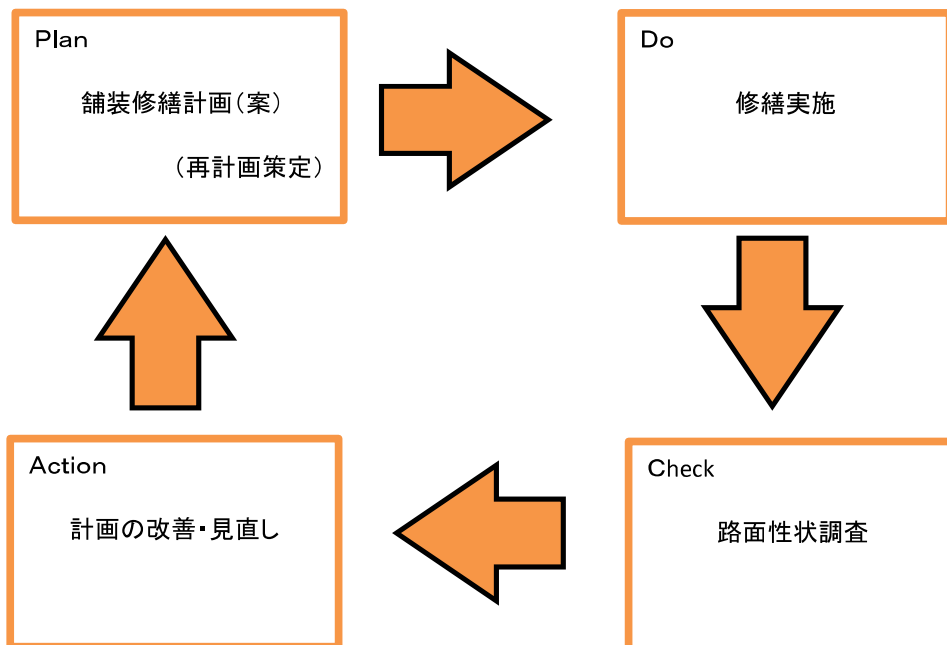 Plan
舗装修繕計画（案）
（再計画策定）
Do
修繕実施
Action
計画の改善・見直し
Check
路面性状調査